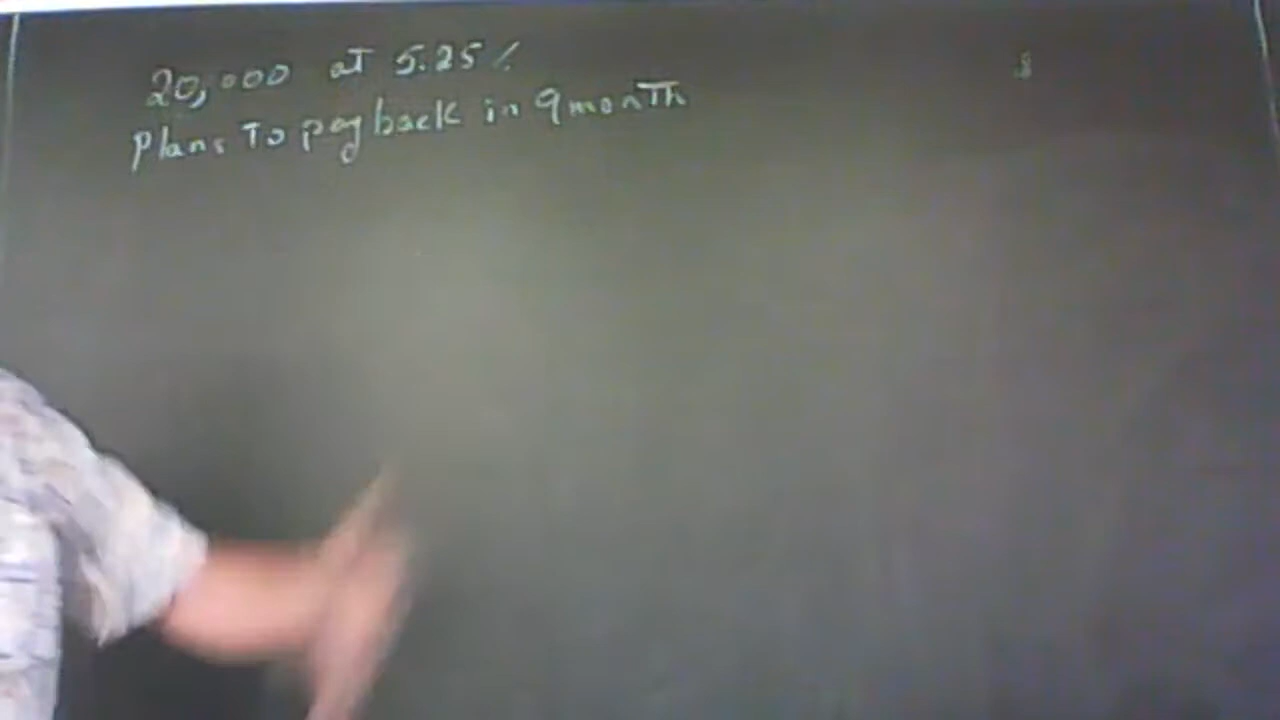 20,000 at 5.25%
plans to pay back in 9 month